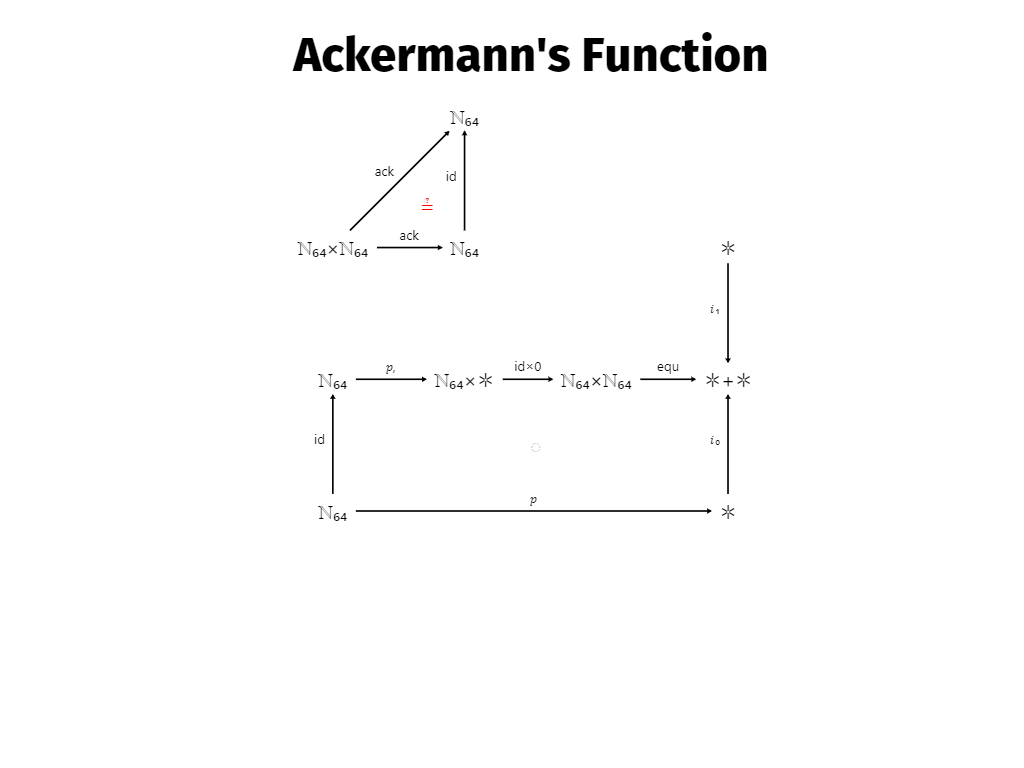 Ackermann's Function
ℕ₆₄
ack
id
≟
ack
ℕ₆₄×ℕ₆₄
ℕ₆₄
∗
i₁
p,
id×0
equ
ℕ₆₄
ℕ₆₄×∗
ℕ₆₄×ℕ₆₄
∗+∗
id
i₀
p
ℕ₆₄
∗